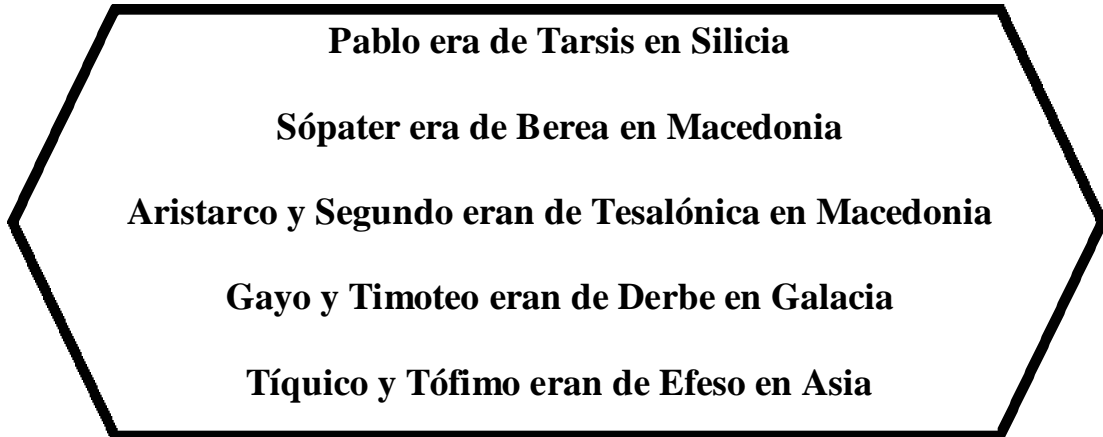 Pablo era de Tarsis en Silicia
Sópater era de Berea en Macedonia
Aristarco y Segundo eran de Tesalónica en Macedonia
Gayo y Timoteo eran de Derbe en Galacia
Tíquico y Tófimo eran de Efeso en Asia